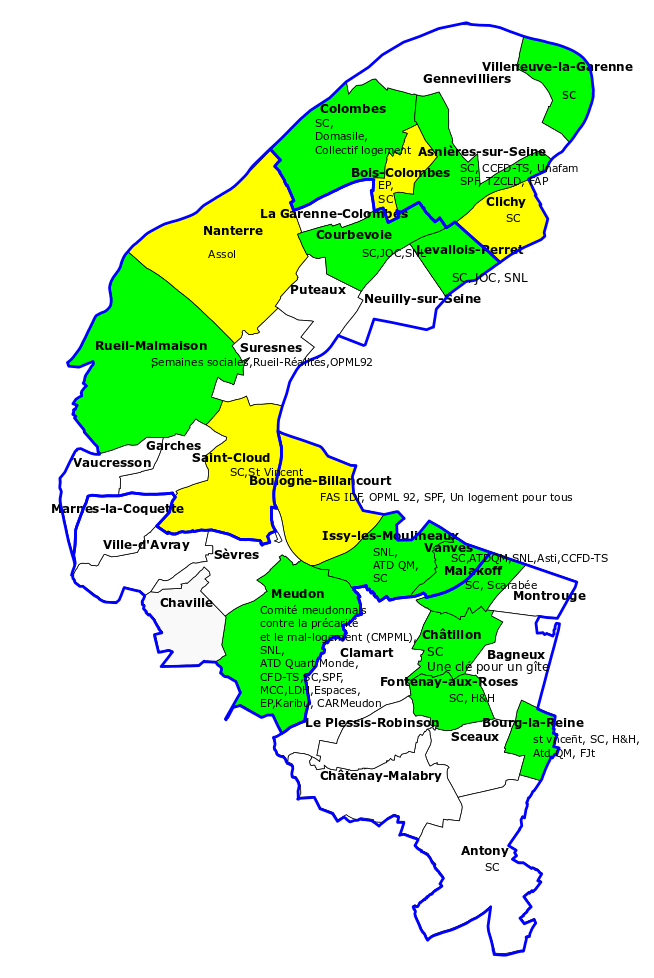 Villeneuve-la-Garenne
SC
Gennevilliers
Colombes
SC,
Domasile,
Collectif logement
Asnières-sur-Seine
SC, CCFD-TS, Unafam
SPF, TZCLD, FAP
Bois-Colombes
EP,
SC
Clichy
SC
La Garenne-Colombes
Nanterre
Assol
Courbevoie
SC,JOC,SNL
Levallois-Perret
SC, JOC, SNL
Puteaux
Neuilly-sur-Seine
Rueil-Malmaison
Semaines sociales,Rueil-Réalités,OPML92
Suresnes
Garches
Vaucresson
Saint-Cloud
SC,St Vincent
Boulogne-Billancourt
FAS IDF, OPML 92, SPF, Un logement pour tous
Marnes-la-Coquette
Ville-d'Avray
Sèvres
Issy-les-Moulineaux
SNL,
ATD QM,
SC
Vanves
SC,ATDQM,SNL,Asti,CCFD-TS
Malakoff
SC, Scarabée
Montrouge
Chaville
Meudon
Comité meudonnais
contre la précarité
et le mal-logement (CMPML),
SNL,
ATD Quart Monde,
CFD-TS,SC,SPF,
MCC,LDH,Espaces,
EP,Karibu, CARMeudon
Clamart
Châtillon
SC
Une clé pour un gîte
Bagneux
Fontenay-aux-Roses
SC, H&H
Le Plessis-Robinson
Sceaux
Bourg-la-Reine
st vnceñt, SC, H&H,
Atd QM, FJt
Châtenay-Malabry
Antony
SC